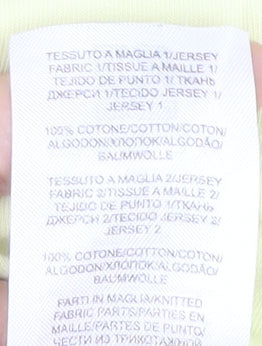 TESSUTO A MAGLIA 1/JERSEY
FABRIC 1/TISSUE A MAILLE 1/
TEJIDO DE PUNTO 1/ТКАНЬ
ДЖЕРСИ 1/TECIDO JERSEY 1/
JERSEY 1
100% COTONE/COTTON/COTON/
ALGODON/ХЛОПОК/ALGODÃO/
BAUMWOLLE
TESSUTO A MAGLIA 2/JERSEY
FABRIC 2/TISSUE A MAILLE 2/
TEJIDO DE PUNTO 2/ТКАНЬ
ДЖЕРСИ 2/TECIDO JERSEY 2/
JERSEY 2
100% COTONE/COTTON/COTON/
ALGODON/ХЛОПОК/ALGODÃO/
BAUMWOLLE
PARTI IN MAGLIA/KNITTED
FABRIC PARTS/PARTIES EN
MAILLE/PARTES DE PUNTO/
ЧАСТИ ИЗ ТРИКОТАЖНОЙ